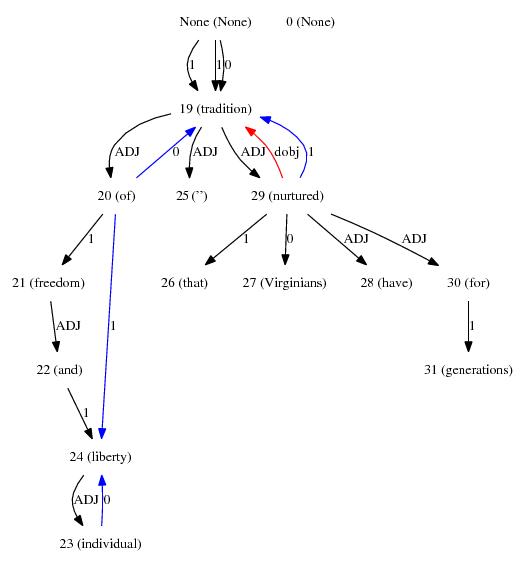 None (None) 0 (None)
1 1 0
19 (tradition)
ADJ 0 ADJ ADJ dobj 1
20 (of) 25 (") 29 (nurtured)
1 1 1 0 ADJ ADJ
21 (freedom) 26 (that) 27 (Virginians) 28 (have) 30 (for)
ADJ 1
22 (and) 31 (generations)
1
24 (liberty)
ADJ 0
23 (individual)